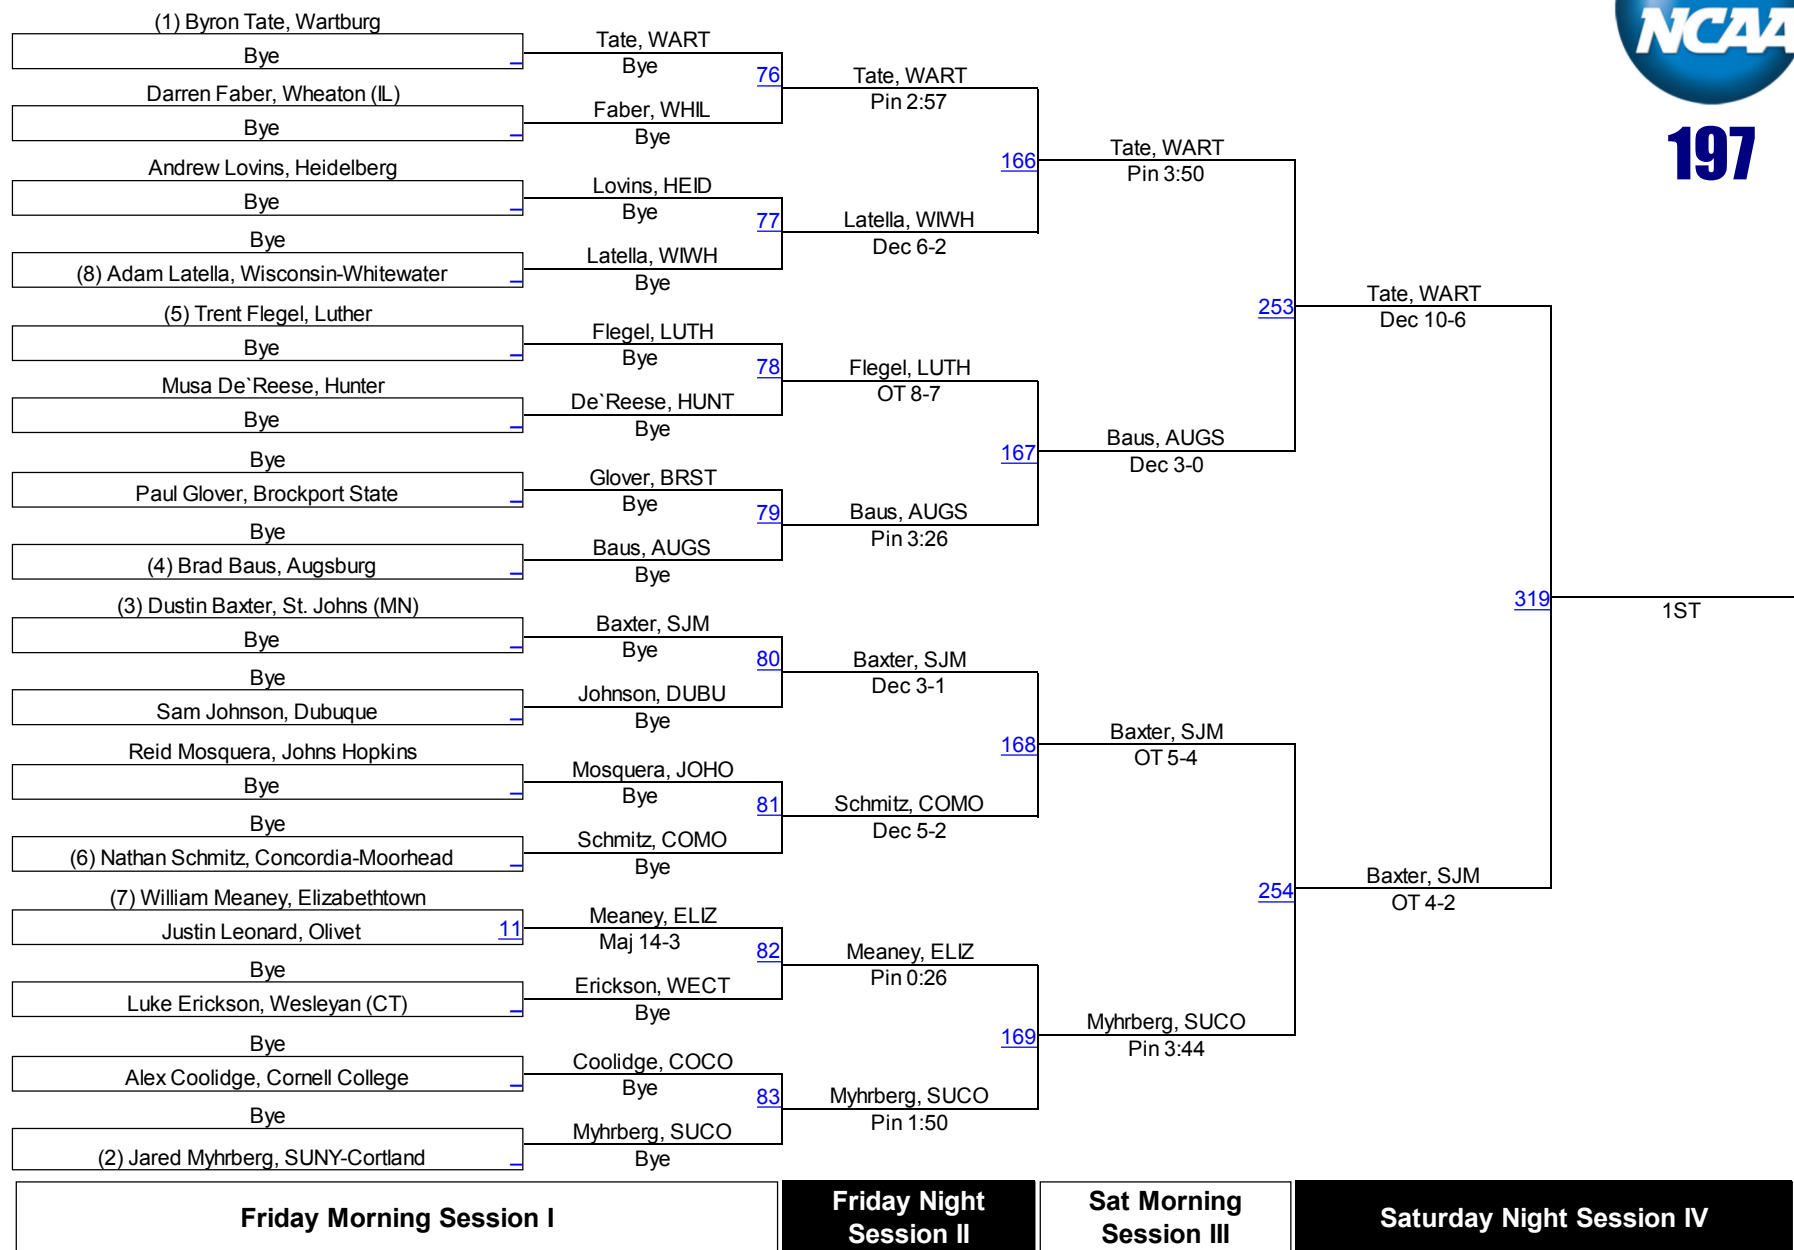 NCAA
197
(1) Byron Tate, Wartburg
Bye
Darren Faber, Wheaton (IL)
Bye
Andrew Lovins, Heidelberg
Bye
Bye
(8) Adam Latella, Wisconsin-Whitewater
(5) Trent Flegel, Luther
Bye
Musa De`Reese, Hunter
Bye
Bye
Paul Glover, Brockport State
Bye
(4) Brad Baus, Augsburg
(3) Dustin Baxter, St. Johns (MN)
Bye
Bye
Sam Johnson, Dubuque
Reid Mosquera, Johns Hopkins
Bye
Bye
(6) Nathan Schmitz, Concordia-Moorhead
(7) William Meaney, Elizabethtown
Justin Leonard, Olivet 11
Bye
Luke Erickson, Wesleyan (CT)
Bye
Alex Coolidge, Cornell College
Bye
(2) Jared Myhrberg, SUNY-Cortland
Tate, WART
Bye
76
Faber, WHIL
Bye
Lovins, HEID
Bye
77
Latella, WIWH
Bye
Flegel, LUTH
Bye
78
De`Reese, HUNT
Bye
Glover, BRST
Bye
79
Baus, AUGS
Bye
Baxter, SJM
Bye
80
Johnson, DUBU
Bye
Mosquera, JOHO
Bye
81
Schmitz, COMO
Bye
Meaney, ELIZ
Maj 14-3
82
Erickson, WECT
Bye
Coolidge, COCO
Bye
83
Myhrberg, SUCO
Bye
Tate, WART
Pin 2:57
166
Latella, WIWH
Dec 6-2
Flegel, LUTH
OT 8-7
167
Baus, AUGS
Pin 3:26
Baxter, SJM
Dec 3-1
168
Schmitz, COMO
Dec 5-2
Meaney, ELIZ
Pin 0:26
169
Myhrberg, SUCO
Pin 1:50
Tate, WART
Pin 3:50
253
Baus, AUGS
Dec 3-0
Baxter, SJM
OT 5-4
254
Myhrberg, SUCO
Pin 3:44
Tate, WART
Dec 10-6
319
Baxter, SJM
OT 4-2
1ST
Friday Morning Session I
Friday Night
Session II
Sat Morning
Session III
Saturday Night Session IV